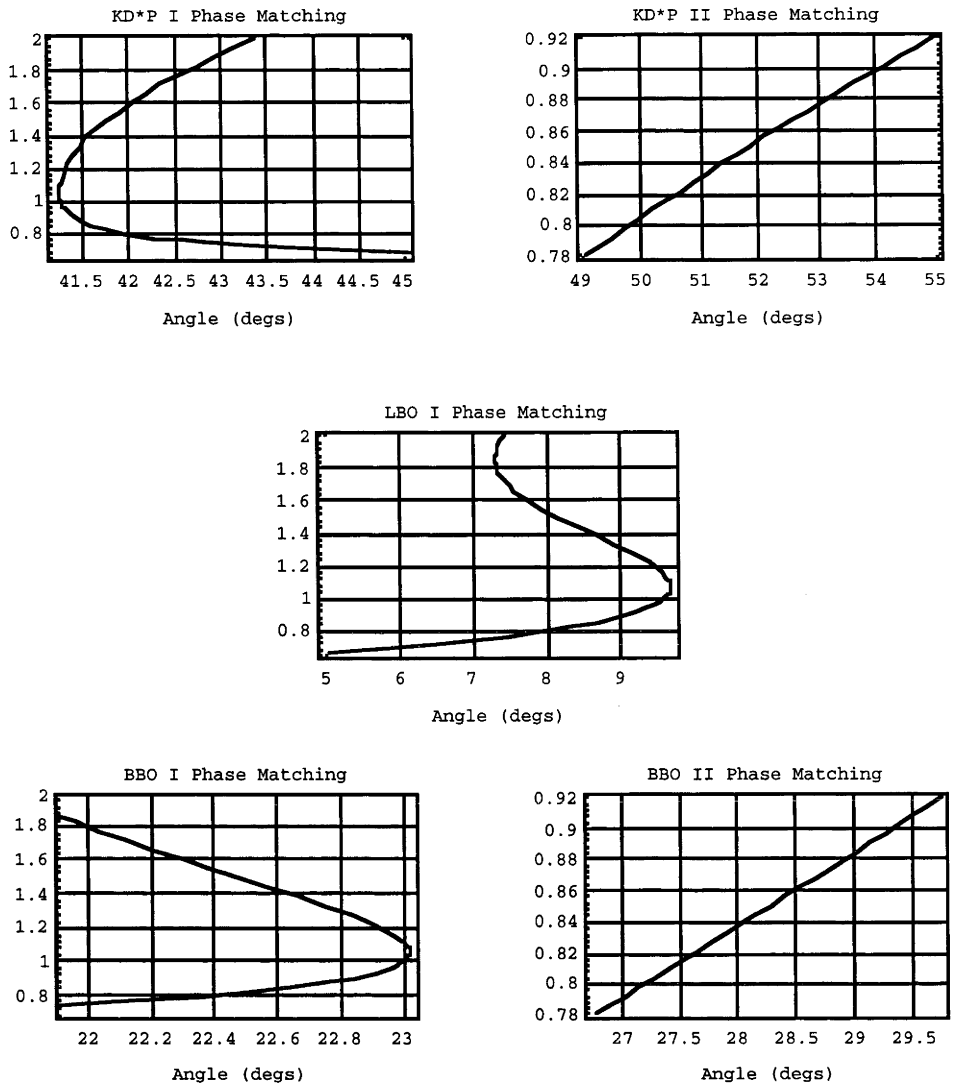 KD*P I Phase Matching
2
1.8
1.6
1.4
1.2
1
0.8
41.5 42 42.5 43 43.5 44 44.5 45
Angle (degs)
KD*P II Phase Matching
0.92
0.9
0.88
0.86
0.84
0.82
0.8
0.78
49 50 51 52 53 54 55
Angle (degs)
LBO I Phase Matching
2
1.8
1.6
1.4
1.2
1
0.8
5 6 7 8 9
Angle (degs)
BBO I Phase Matching
2
1.8
1.6
1.4
1.2
1
0.8
22 22.2 22.4 22.6 22.8 23
Angle (degs)
BBO II Phase Matching
0.92
0.9
0.88
0.86
0.84
0.82
0.8
0.78
27 27.5 28 28.5 29 29.5
Angle (degs)